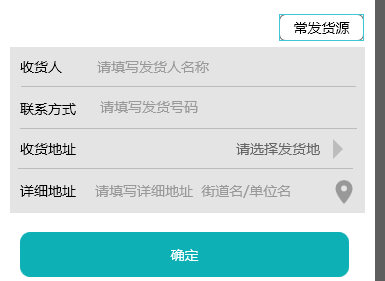 常发货源
收货人 请填写发货人名称
联系方式 请填写发货号码
收货地址 请选择发货地
详细地址 请填写详细地址 街道名/单位名
确定